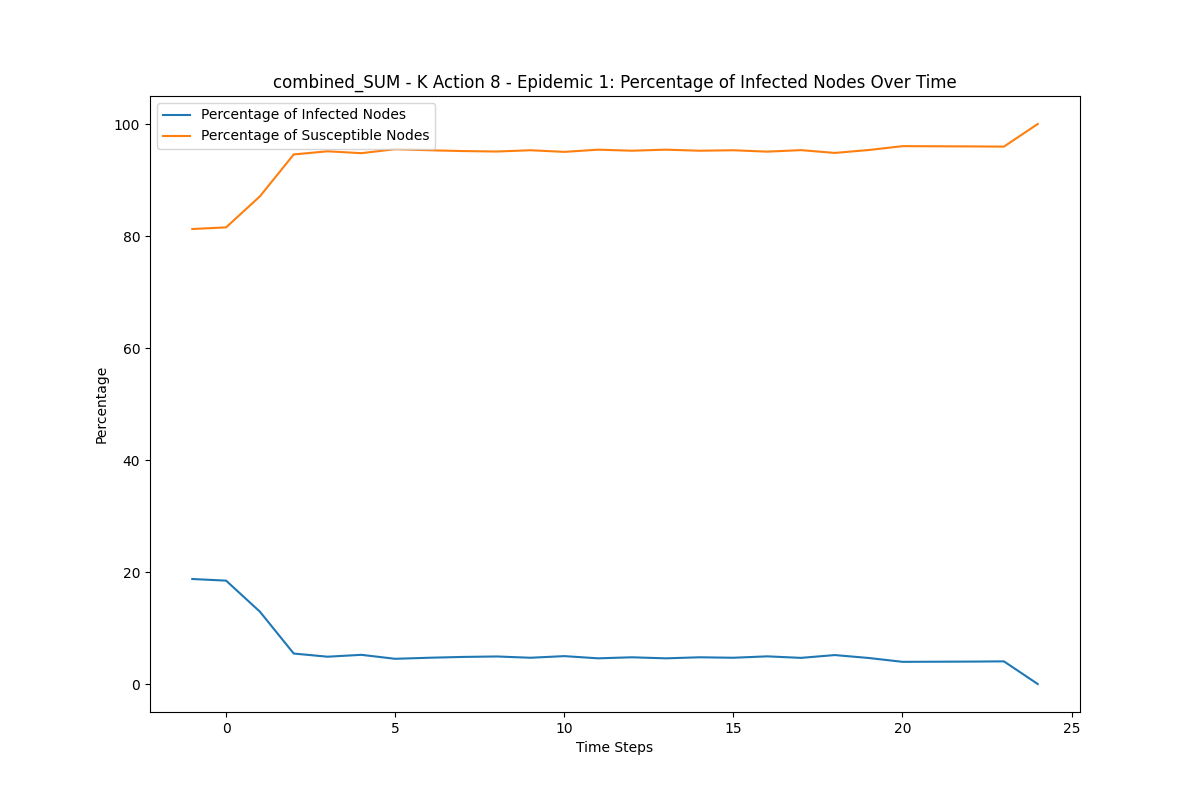 combined_SUM - K Action 8 - Epidemic 1: Percentage of Infected Nodes Over Time
Percentage of Infected Nodes
Percentage of Susceptible Nodes
100
80
60
40
20
0
Percentage
0 5 10 15 20 25
Time Steps